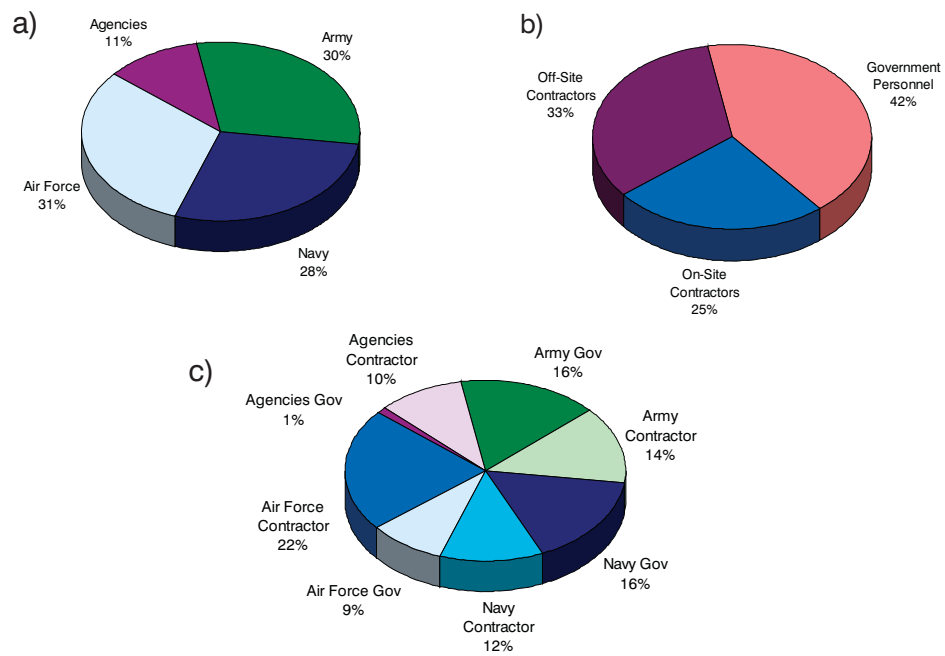 a)
Agencies
11%
Army
30%
Air Force
31%
Navy
28%
b)
Off-Site
Contractors
33%
Government
Personnel
42%
On-Site
Contractors
25%
c)
Agencies
Contractor
10%
Army Gov
16%
Agencies Gov
1%
Army
Contractor
14%
Air Force
Contractor
22%
Navy Gov
16%
Air Force Gov
9%
Navy
Contractor
12%